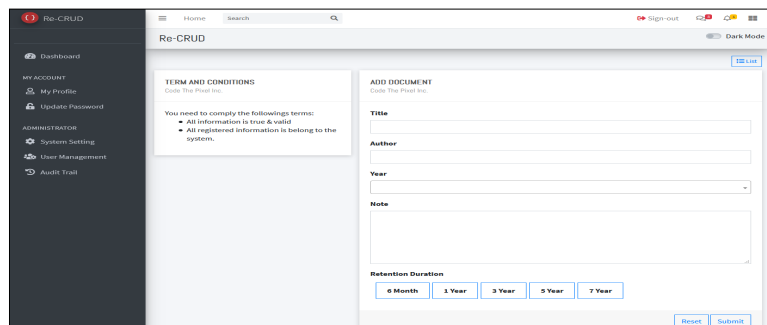 Re-CRUD
Home
Search
Sign-out
Re-CRUD
Dark Mode
Dashboard
List
MY ACCOUNT
My Profile
Update Password
ADMINISTRATOR
System Setting
User Management
Audit Trail
TERM AND CONDITIONS
Code The Pixel Inc.
You need to comply the followings terms:
All information is true & valid
All registered information is belong to the
system.
ADD DOCUMENT
Code The Pixel Inc.
Title
Author
Year
Note
Retention Duration
6 Month 1 Year 3 Year 5 Year 7 Year
Reset Submit